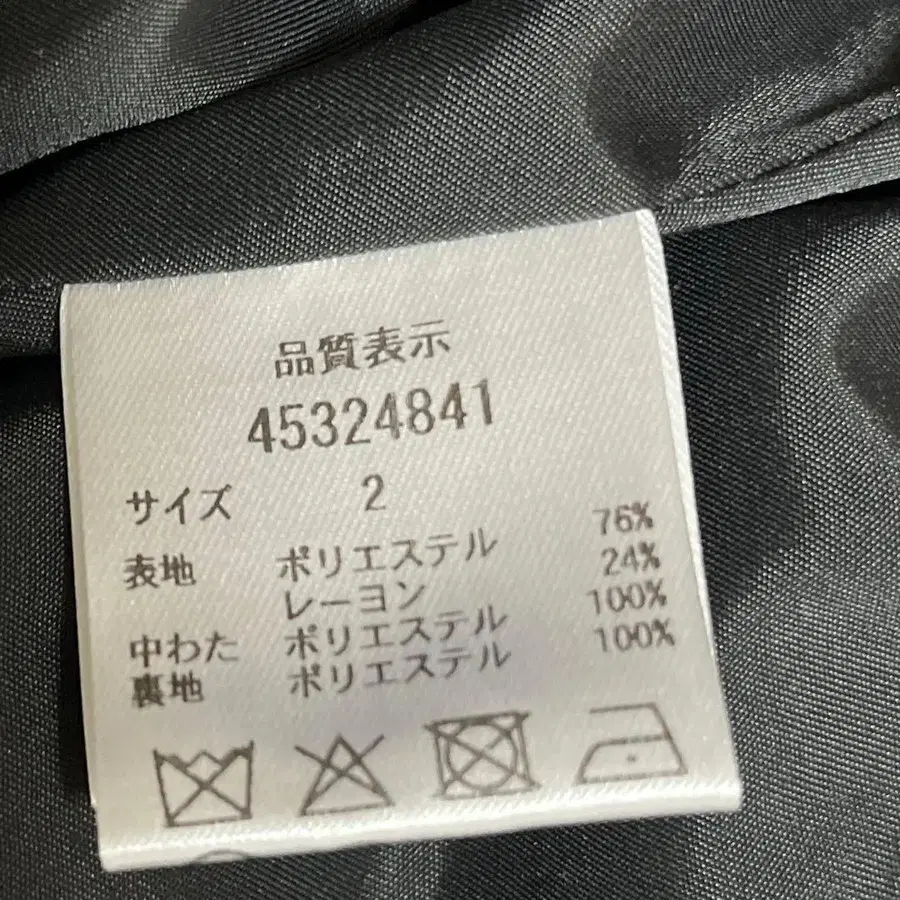 品質表示
45324841
サイズ 2
表地 ポリエステル 76%
レーヨン 24%
中わた ポリエステル 100%
裏地 ポリエステル 100%